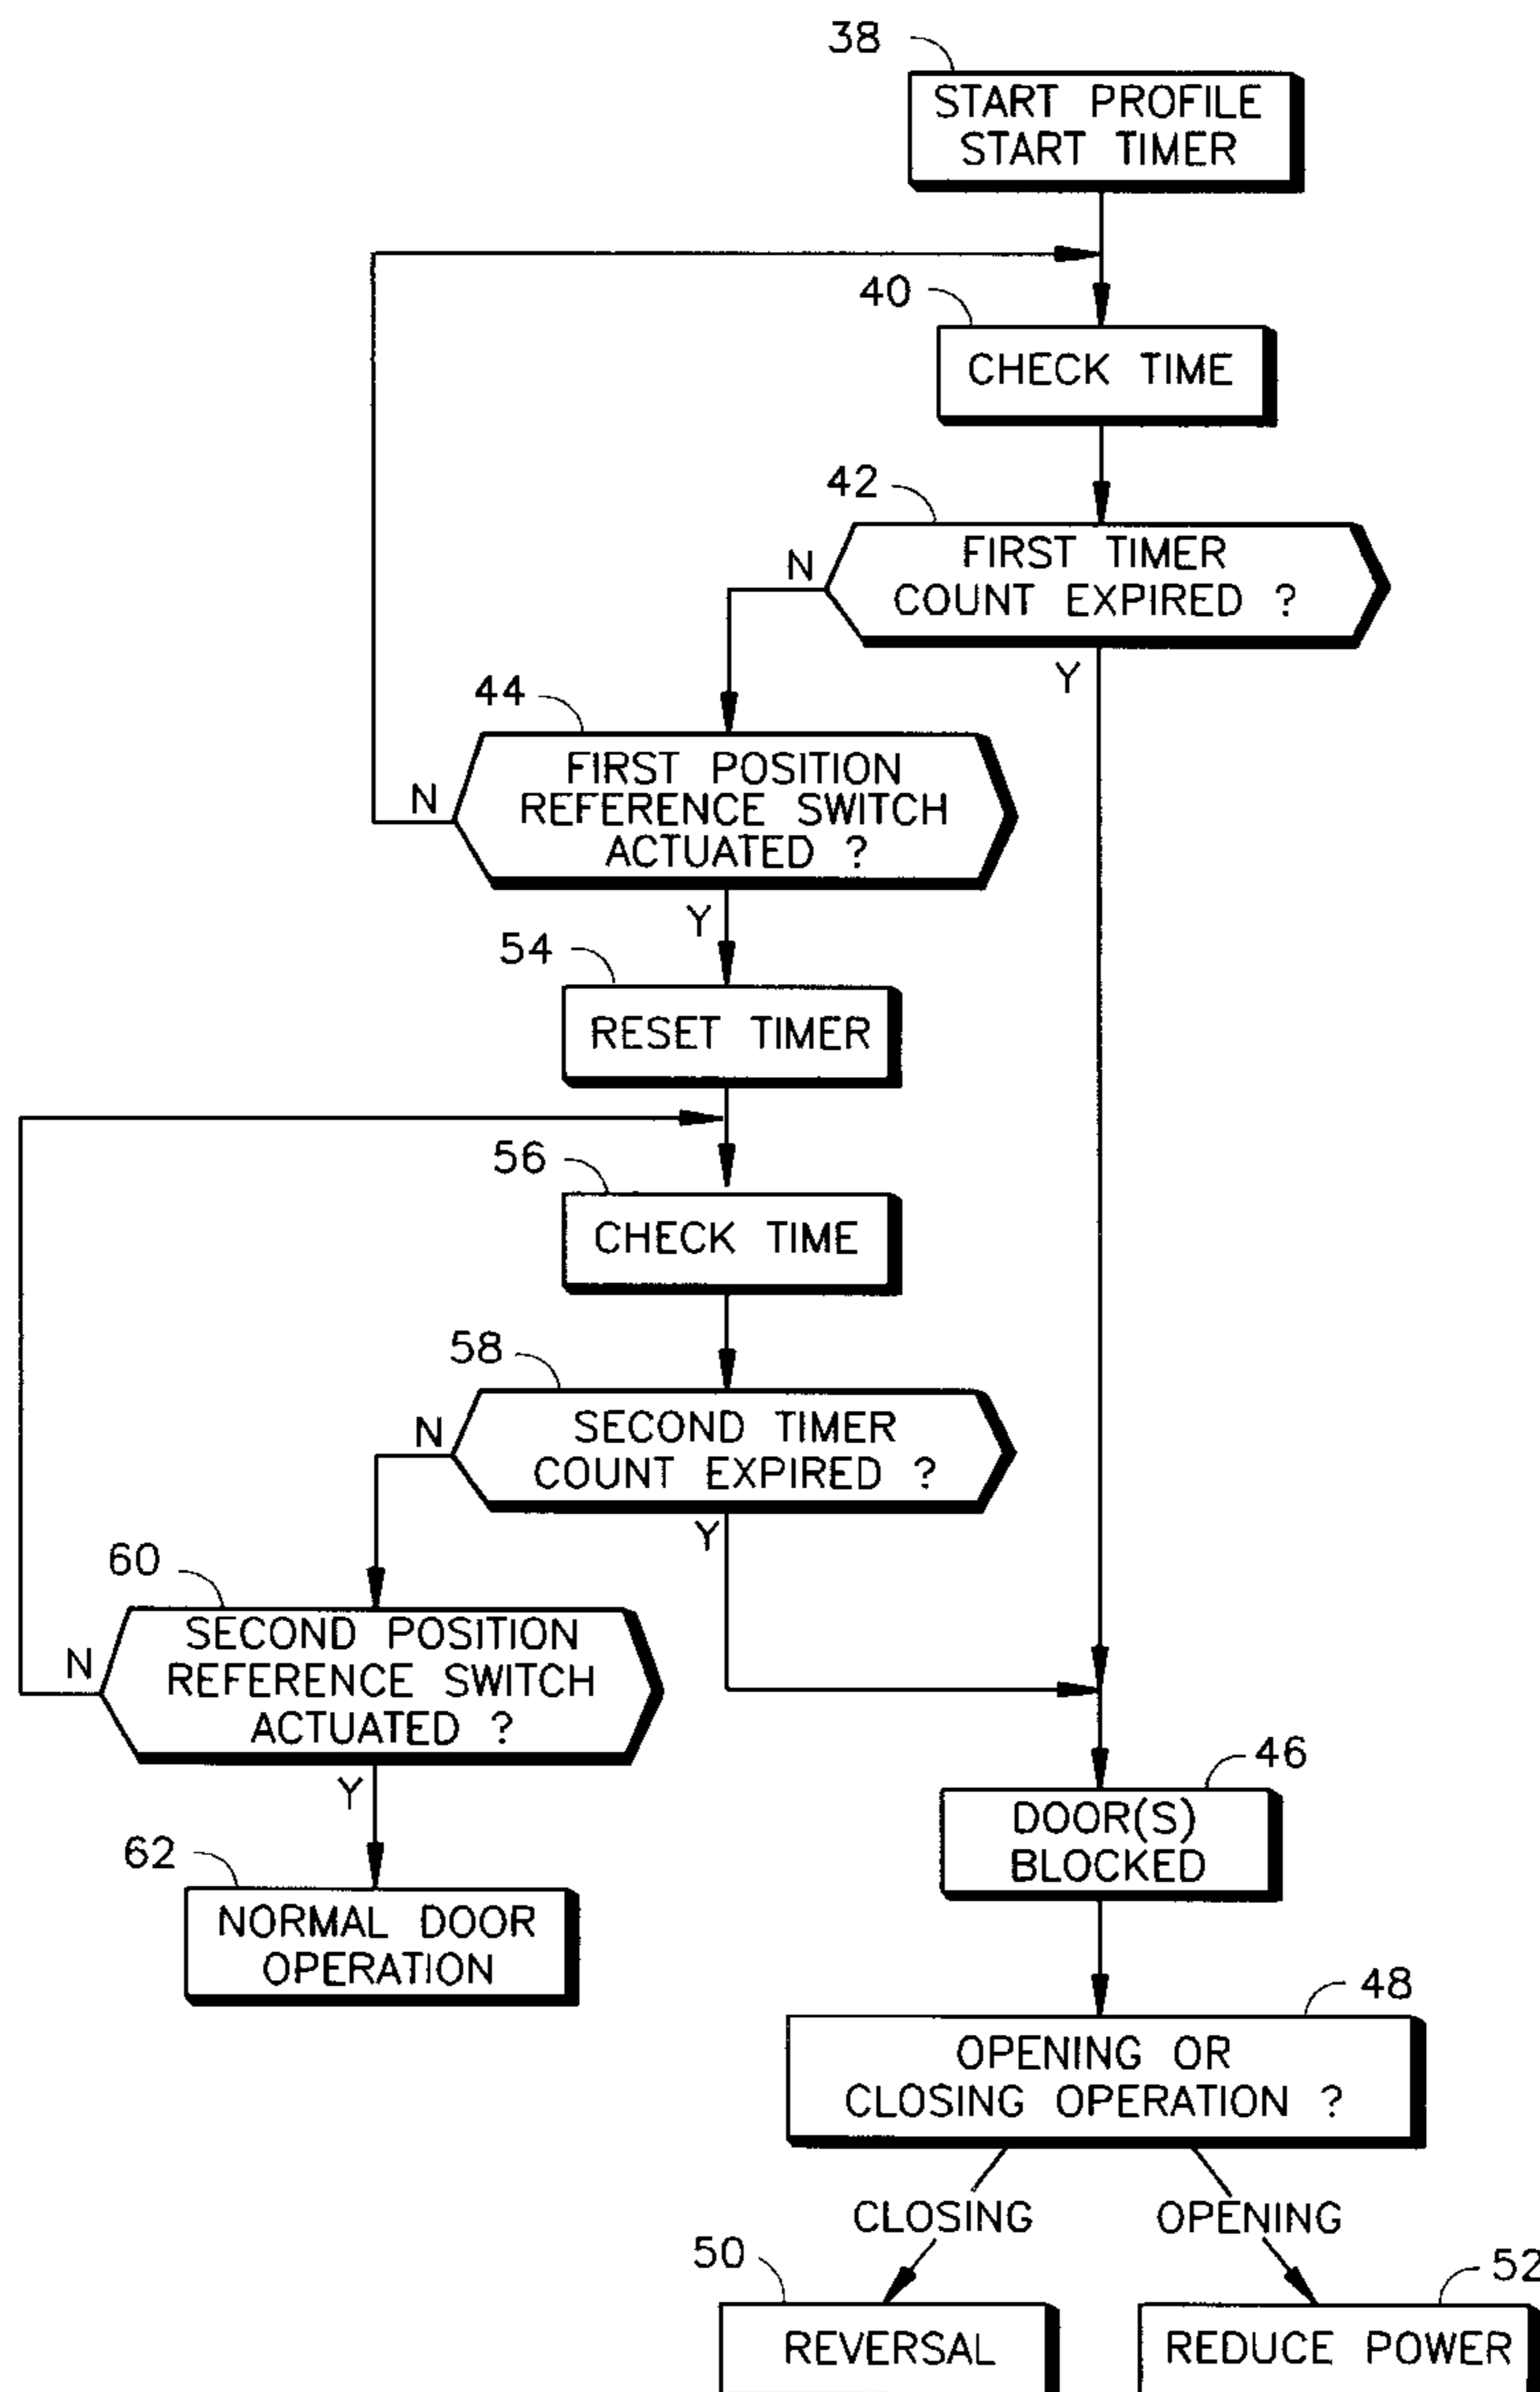 38
START PROFILE
START TIMER
40
CHECK TIME
42
FIRST TIMER
COUNT EXPIRED ?
N
Y
44
FIRST POSITION
REFERENCE SWITCH
ACTUATED ?
N
Y
54
RESET TIMER
56
CHECK TIME
58
SECOND TIMER
COUNT EXPIRED ?
N
Y
60
SECOND POSITION
REFERENCE SWITCH
ACTUATED ?
N
Y
62
NORMAL DOOR
OPERATION
46
DOOR(S)
BLOCKED
48
OPENING OR
CLOSING OPERATION ?
CLOSING
OPENING
50
REVERSAL
52
REDUCE POWER